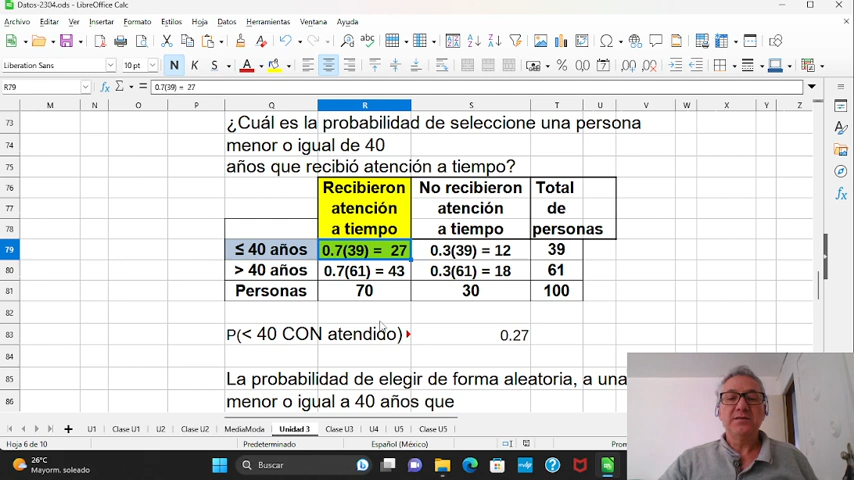 Datos-2304.ods - LibreOffice Calc
Archivo Editar Ver Insertar Formato Estilos Hoja Datos Herramientas Ventana Ayuda
Liberation Sans 10 pt N K S A
R79 fx Σ = 0.7(39) = 27
M N O P Q R S T U V W X Y Z
73 ¿Cuál es la probabilidad de seleccione una persona
74 menor o igual de 40
75 años que recibió atención a tiempo?
76 Recibieron No recibieron Total
77 atención atención de
78 a tiempo a tiempo personas
79 ≤ 40 años 0.7(39) = 27 0.3(39) = 12 39
80 > 40 años 0.7(61) = 43 0.3(61) = 18 61
81 Personas 70 30 100
82
83 P(< 40 CON atendido) 0.27
84
85 La probabilidad de elegir de forma aleatoria, a una
86 menor o igual a 40 años que
U1 Clase U1 U2 Clase U2 MediaModa Unidad 3 Clase U3 U4 U5 Clase U5
Hoja 6 de 10 Predeterminado Español (México) Prom
26°C
Mayorm. soleado
Buscar